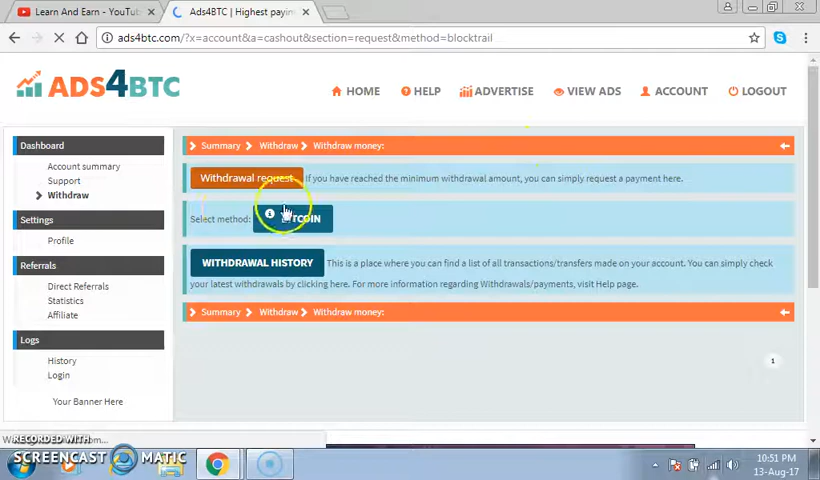 Learn And Earn - YouTu
Ads4BTC | Highest payin
ads4btc.com/?x=account&a=cashout&section=request&method=blocktrail
ADS4BTC
HOME
HELP
ADVERTISE
VIEW ADS
ACCOUNT
LOGOUT
Dashboard
Account summary
Support
Withdraw
Settings
Profile
Referrals
Direct Referrals
Statistics
Affiliate
Logs
History
Login
Your Banner Here
Summary Withdraw Withdraw money:
Withdrawal request If you have reached the minimum withdrawal amount, you can simply request a payment here.
Select method: TCOIN
WITHDRAWAL HISTORY This is a place where you can find a list of all transactions/transfers made on your account. You can simply check
your latest withdrawals by clicking here. For more information regarding Withdrawals/payments, visit Help page.
Summary Withdraw Withdraw money:
1
RECORDED WITH
SCREENCAST MATIC
10:51 PM
13-Aug-17